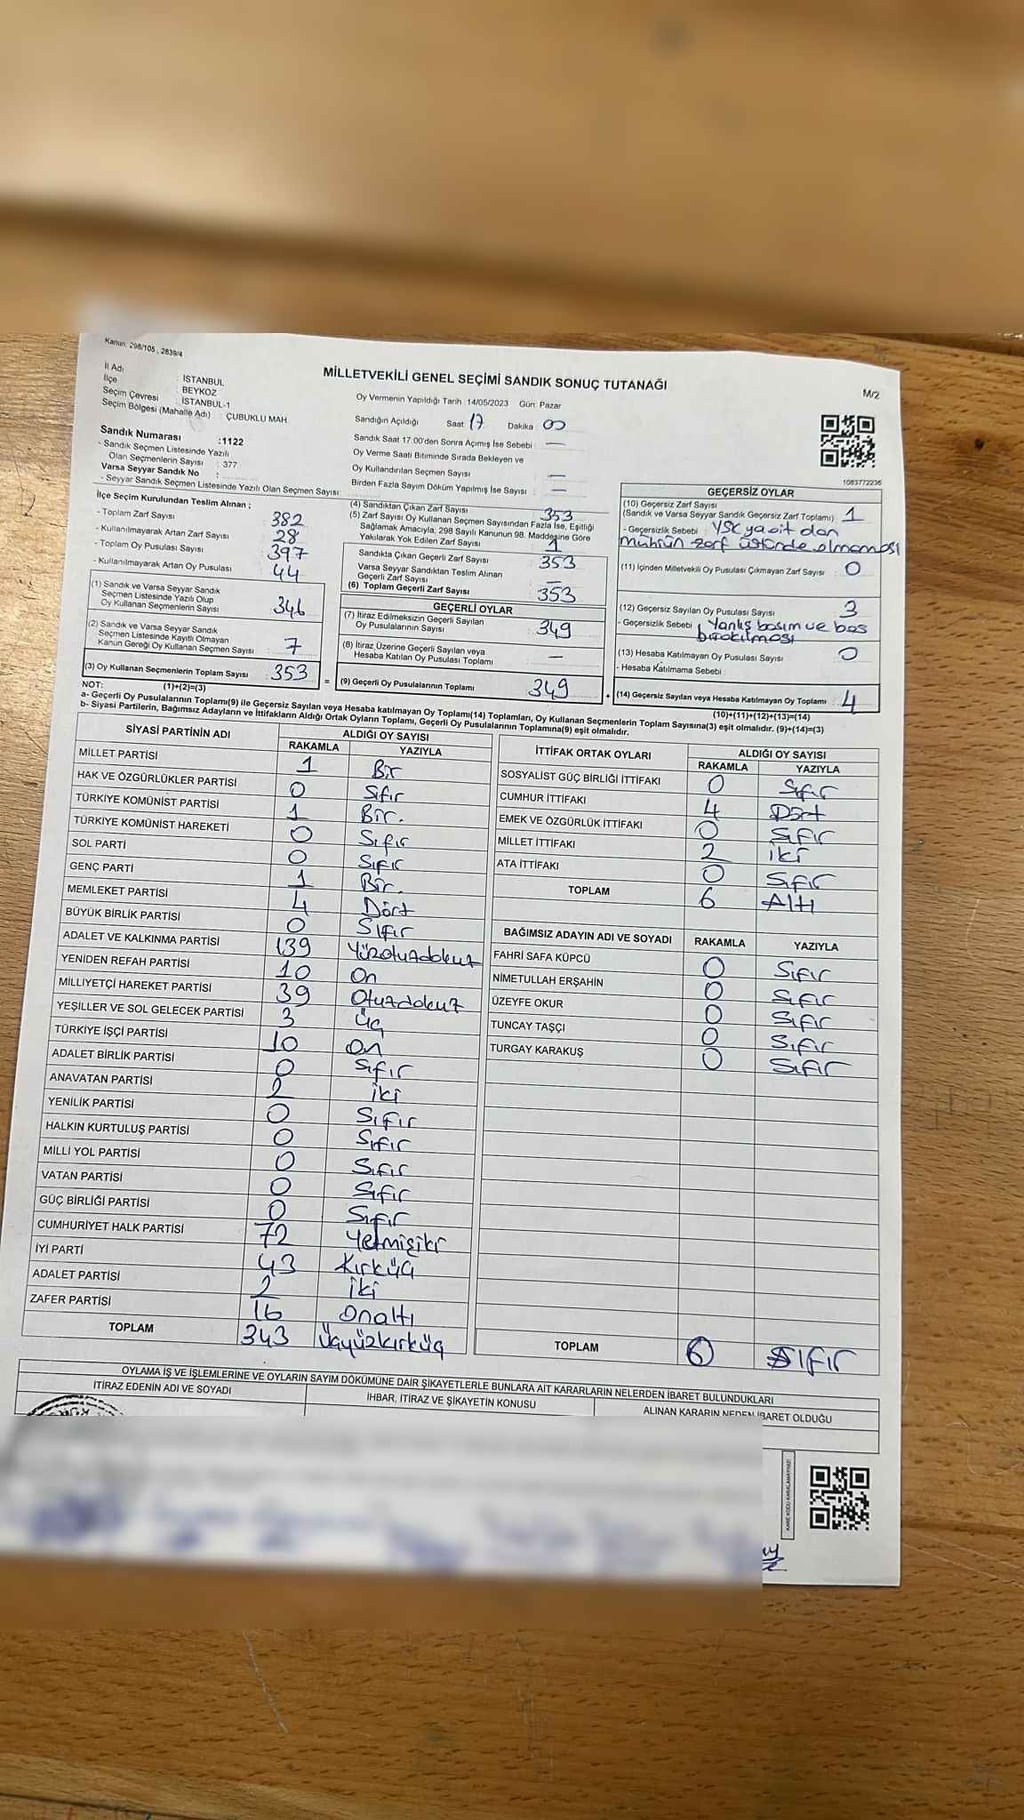 Kanun: 298/105, 2839/4
MİLLETVEKİLİ GENEL SEÇİMİ SANDIK SONUÇ TUTANAĞI
M/2
İl Adı İSTANBUL
İlçe BEYKOZ
Seçim Çevresi İSTANBUL-1
Seçim Bölgesi (Mahalle Adı) ÇUBUKLU MAH
Sandık Numarası :1122
- Sandık Seçmen Listesinde Yazılı
Olan Seçmenlerin Sayısı : 377
Varsa Seyyar Sandık No :
- Seyyar Sandık Seçmen Listesinde Yazılı Olan Seçmen Sayısı :
Oy Vermenin Yapıldığı Tarih :14/05/2023 Gün: Pazar
Sandığın Açıldığı Saat 17 Dakika 00
Sandık Saat 17.00'den Sonra Açımış İse Sebebi : —
Oy Verme Saati Bitiminde Sırada Bekleyen ve
Oy Kullandırılan Seçmen Sayısı —
Birden Fazla Sayım Döküm Yapılmış İse Sayısı : —
1083772236
İlçe Seçim Kurulundan Teslim Alınan ;
- Toplam Zarf Sayısı 382
- Kullanılmayarak Artan Zarf Sayısı 28
- Toplam Oy Pusulası Sayısı 397
- Kullanılmayarak Artan Oy Pusulası 44
(1) Sandık ve Varsa Seyyar Sandık
Seçmen Listesinde Yazılı Olup
Oy Kullanan Seçmenlerin Sayısı 346
(2) Sandık ve Varsa Seyyar Sandık
Seçmen Listesinde Kayıtlı Olmayan
Kanun Gereği Oy Kullanan Seçmen Sayısı 7
(3) Oy Kullanan Seçmenlerin Toplam Sayısı 353
(1)+(2)=(3)
(4) Sandıktan Çıkan Zarf Sayısı 353
(5) Zarf Sayısı Oy Kullanan Seçmen Sayısından Fazla İse, Eşitliği
Sağlamak Amacıyla, 298 Sayılı Kanunun 98. Maddesine Göre
Yakılarak Yok Edilen Zarf Sayısı 1
Sandıkta Çıkan Geçerli Zarf Sayısı 353
Varsa Seyyar Sandıktan Teslim Alınan
Geçerli Zarf Sayısı —
(6) Toplam Geçerli Zarf Sayısı 353
GEÇERLİ OYLAR
(7) İtiraz Edilmeksizin Geçerli Sayılan
Oy Pusulalarının Sayısı 349
(8) İtiraz Üzerine Geçerli Sayılan veya
Hesaba Katılan Oy Pusulası Toplamı —
= (9) Geçerli Oy Pusulalarının Toplamı 349 +
GEÇERSİZ OYLAR
(10) Geçersiz Zarf Sayısı
(Sandık ve Varsa Seyyar Sandık Geçersiz Zarf Toplamı) 1
- Geçersizlik Sebebi YSK ya ait olan
mührün zarf üstünde olmaması
(11) İçinden Milletvekili Oy Pusulası Çıkmayan Zarf Sayısı 0
(12) Geçersiz Sayılan Oy Pusulası Sayısı 3
- Geçersizlik Sebebi Yanlış basım ve boş
bırakılması
(13) Hesaba Katılmayan Oy Pusulası Sayısı 0
- Hesaba Katılmama Sebebi
(14) Geçersiz Sayılan veya Hesaba Katılmayan Oy Toplamı 4
(10)+(11)+(12)+(13)=(14)
NOT:
a- Geçerli Oy Pusulalarının Toplamı(9) ile Geçersiz Sayılan veya Hesaba Katılmayan Oy Toplamı(14) Toplamları, Oy Kullanan Seçmenlerin Toplam Sayısına(3) eşit olmalıdır. (9)+(14)=(3)
b- Siyasi Partilerin, Bağımsız Adayların ve İttifakların Aldığı Ortak Oyların Toplamı, Geçerli Oy Pusulalarının Toplamına(9) eşit olmalıdır.
SİYASİ PARTİNİN ADI ALDIĞI OY SAYISI
RAKAMLA YAZIYLA
MİLLET PARTİSİ 1 Bir
HAK VE ÖZGÜRLÜKLER PARTİSİ 0 Sıfır
TÜRKİYE KOMÜNİST PARTİSİ 1 Bir.
TÜRKİYE KOMÜNİST HAREKETİ 0 Sıfır
SOL PARTİ 0 Sıfır
GENÇ PARTİ 1 Bir.
MEMLEKET PARTİSİ 4 Dört
BÜYÜK BİRLİK PARTİSİ 0 Sıfır
ADALET VE KALKINMA PARTİSİ 139 Yüzotuzdokuz
YENİDEN REFAH PARTİSİ 10 On
MİLLİYETÇİ HAREKET PARTİSİ 39 Otuzdokuz
YEŞİLLER VE SOL GELECEK PARTİSİ 3 Üç
TÜRKİYE İŞÇİ PARTİSİ 10 On
ADALET BİRLİK PARTİSİ 0 Sıfır
ANAVATAN PARTİSİ 2 İki
YENİLİK PARTİSİ 0 Sıfır
HALKIN KURTULUŞ PARTİSİ 0 Sıfır
MİLLİ YOL PARTİSİ 0 Sıfır
VATAN PARTİSİ 0 Sıfır
GÜÇ BİRLİĞİ PARTİSİ 0 Sıfır
CUMHURİYET HALK PARTİSİ 72 Yetmişiki
İYİ PARTİ 43 Kırküç
ADALET PARTİSİ 2 İki
ZAFER PARTİSİ 16 Onaltı
TOPLAM 343 Üçyüzkırküç
İTTİFAK ORTAK OYLARI ALDIĞI OY SAYISI
RAKAMLA YAZIYLA
SOSYALİST GÜÇ BİRLİĞİ İTTİFAKI 0 Sıfır
CUMHUR İTTİFAKI 4 Dört
EMEK VE ÖZGÜRLÜK İTTİFAKI 0 Sıfır
MİLLET İTTİFAKI 2 İki
ATA İTTİFAKI 0 Sıfır
TOPLAM 6 Altı
BAĞIMSIZ ADAYIN ADI VE SOYADI RAKAMLA YAZIYLA
FAHRİ SAFA KÜPCÜ 0 Sıfır
NİMETULLAH ERŞAHİN 0 Sıfır
ÜZEYFE OKUR 0 Sıfır
TUNCAY TAŞÇI 0 Sıfır
TURGAY KARAKUŞ 0 Sıfır
TOPLAM 0 Sıfır
OYLAMA İŞ VE İŞLEMLERİNE VE OYLARIN SAYIM DÖKÜMÜNE DAİR ŞİKAYETLERLE BUNLARA AİT KARARLARIN NELERDEN İBARET BULUNDUKLARI
İTİRAZ EDENİN ADI VE SOYADI İHBAR, İTİRAZ VE ŞİKAYETİN KONUSU ALINAN KARARIN NEDEN İBARET OLDUĞU